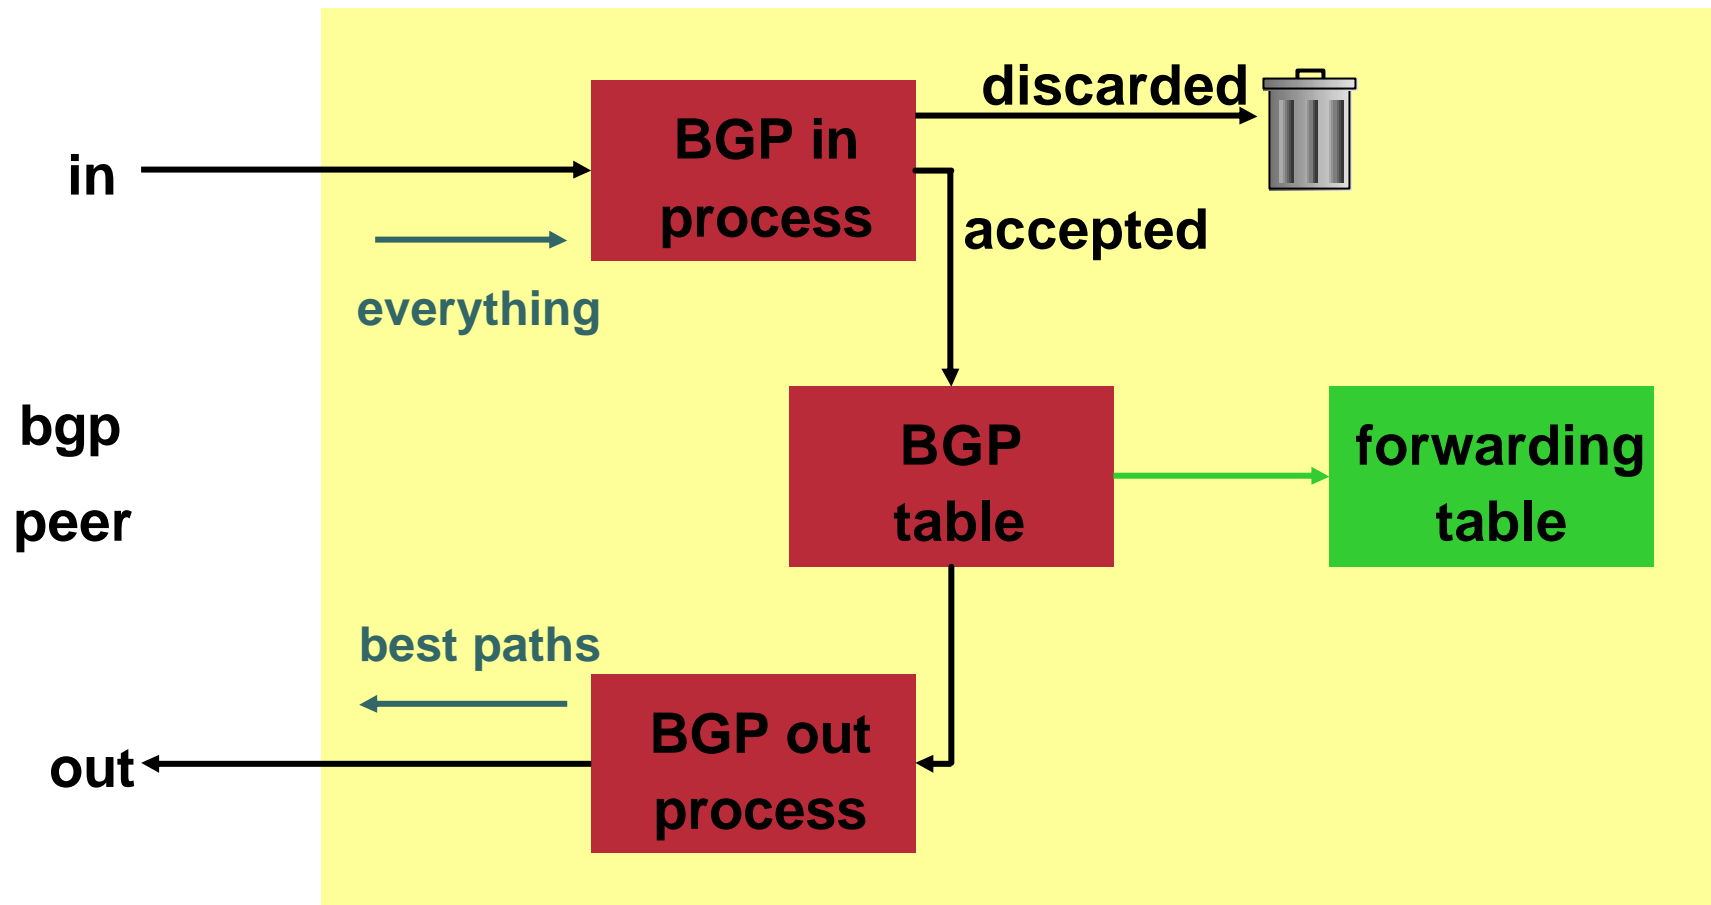 discarded
BGP in
process
in
accepted
everything
bgp
peer
BGP
table
forwarding
table
best paths
BGP out
process
out